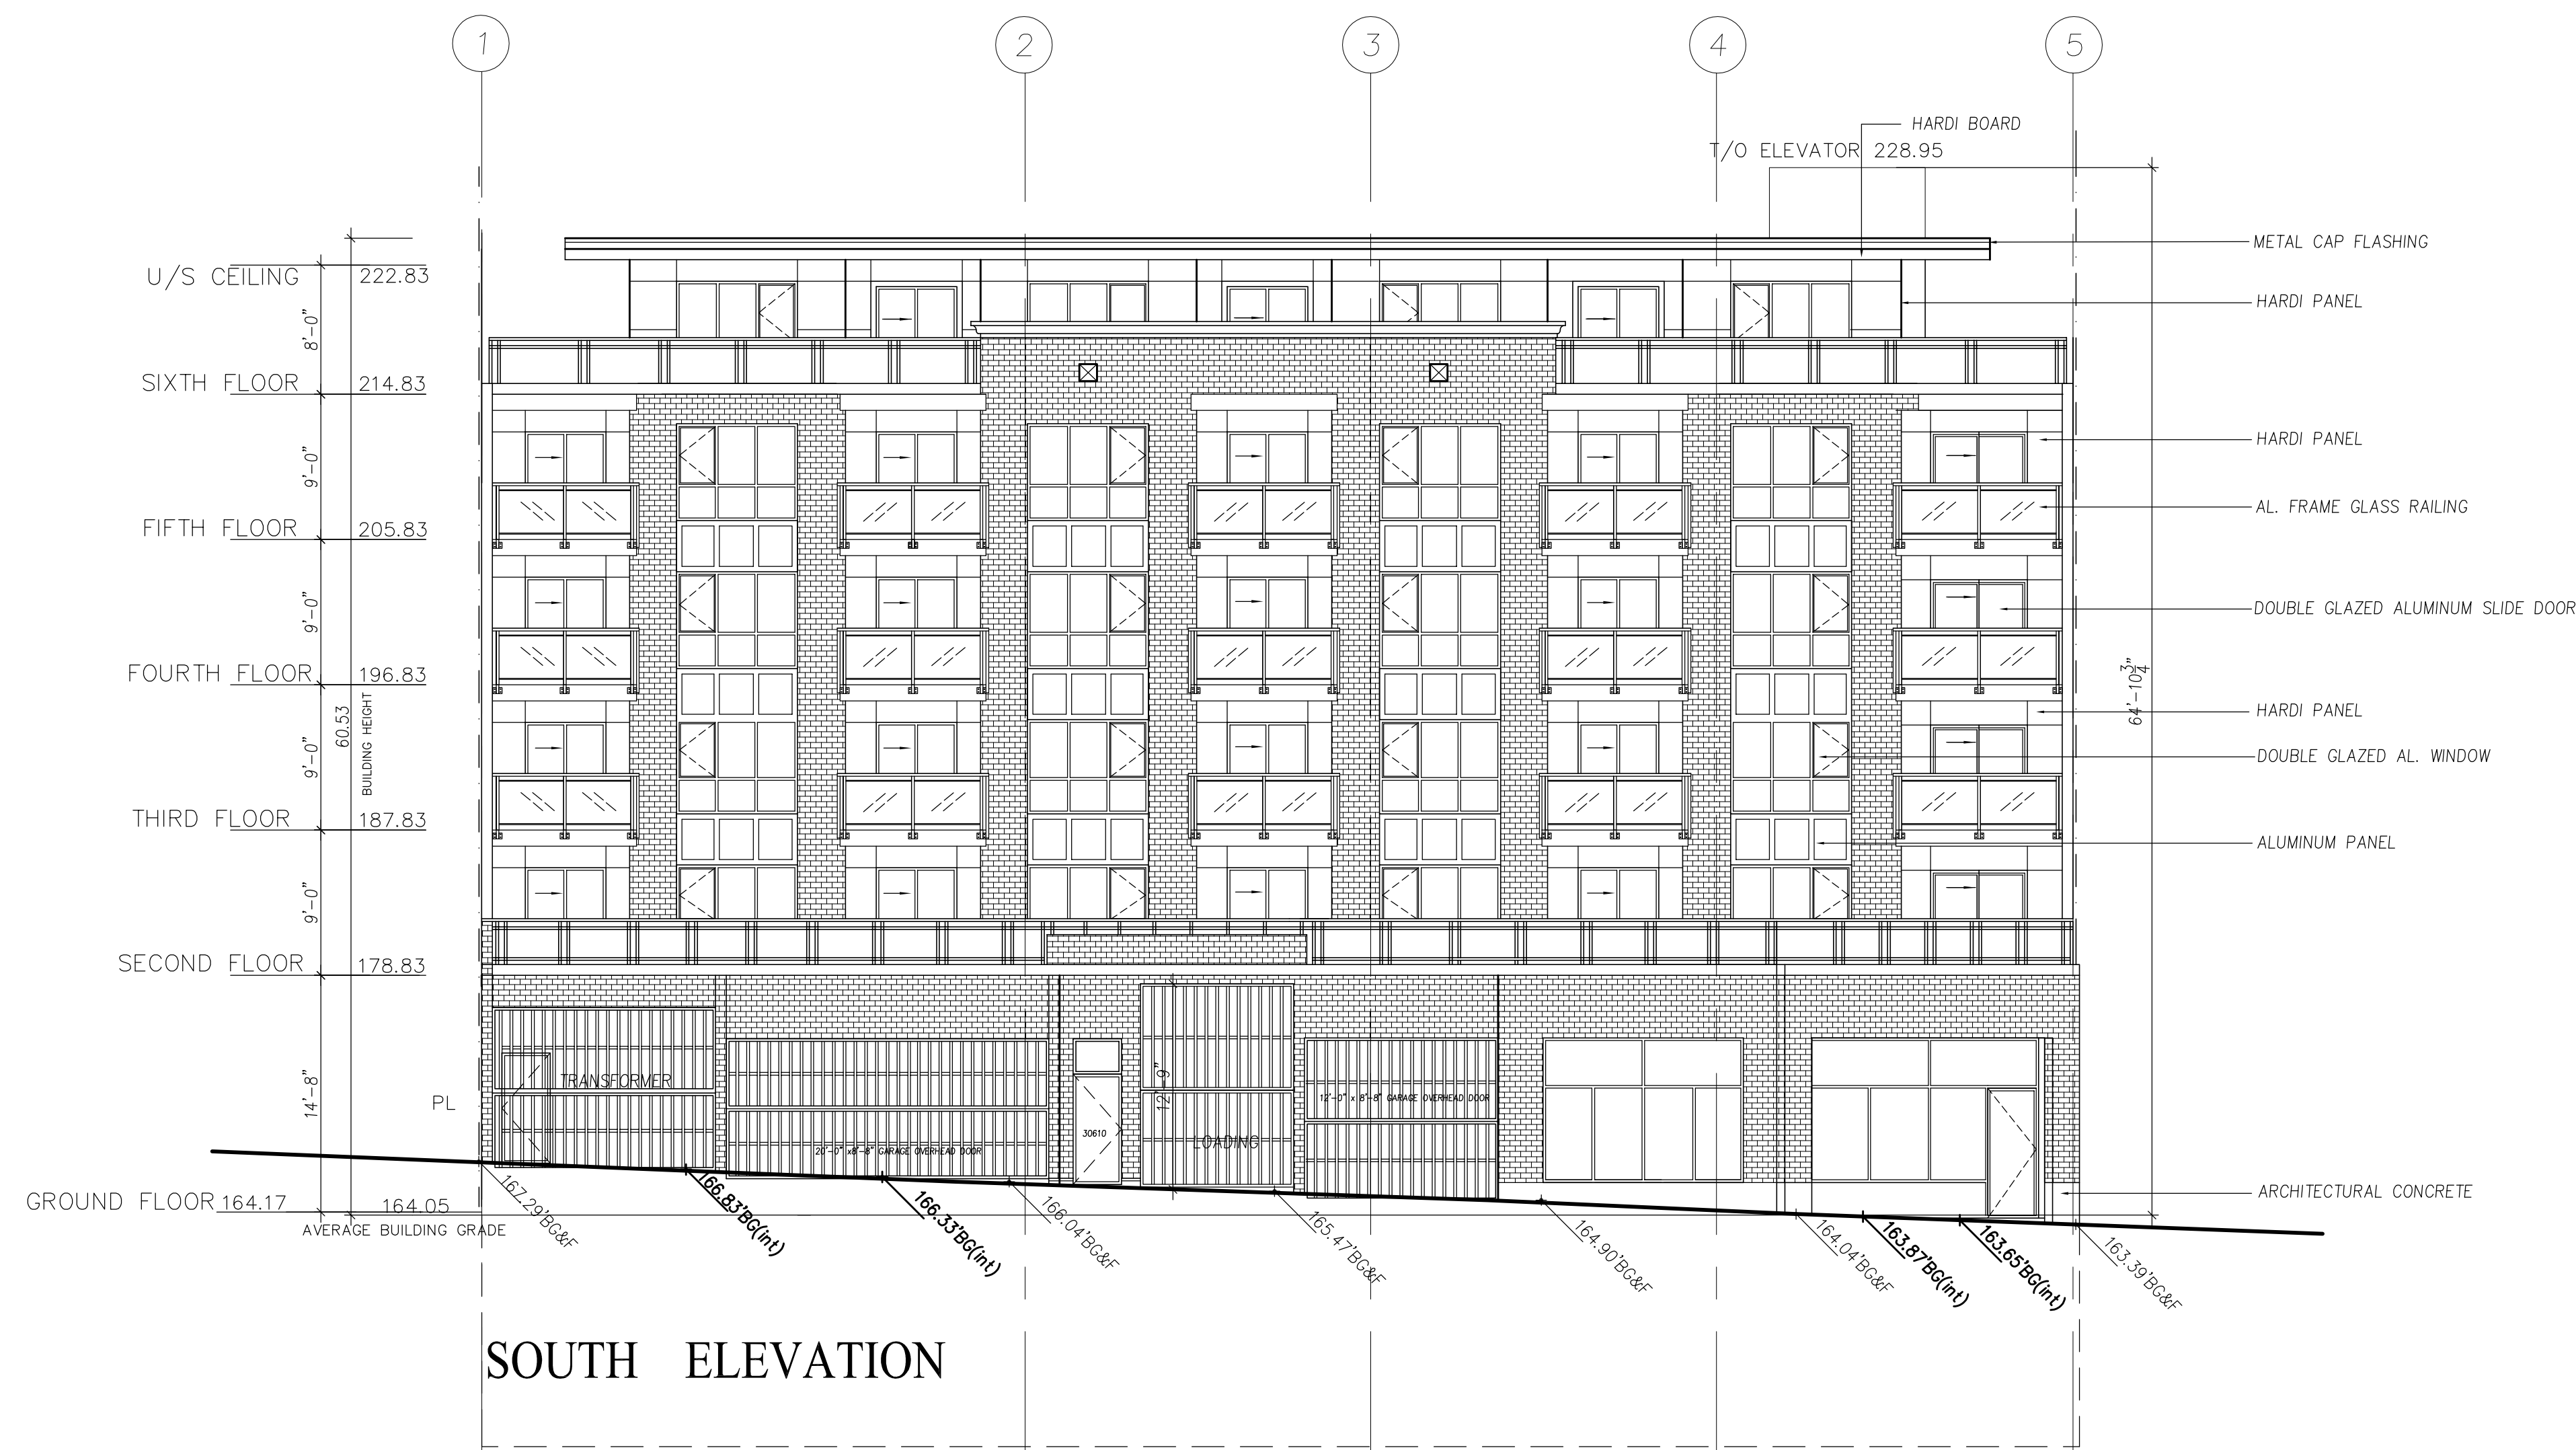 1
2
3
4
5
HARDI BOARD
T/O ELEVATOR 228.95
METAL CAP FLASHING
U/S CEILING 222.83
HARDI PANEL
8'-0"
SIXTH FLOOR 214.83
HARDI PANEL
9'-0"
AL. FRAME GLASS RAILING
FIFTH FLOOR 205.83
9'-0"
DOUBLE GLAZED ALUMINUM SLIDE DOOR
FOURTH FLOOR 196.83
64'-10 3/4"
60.53
BUILDING HEIGHT
HARDI PANEL
9'-0"
DOUBLE GLAZED AL. WINDOW
THIRD FLOOR 187.83
ALUMINUM PANEL
9'-0"
SECOND FLOOR 178.83
14'-8"
PL
TRANSFORMER
12'-9"
12'-0" x 8'-8" GARAGE OVERHEAD DOOR
30610
LOADING
20'-0" x8'-8" GARAGE OVERHEAD DOOR
GROUND FLOOR 164.17
164.05
AVERAGE BUILDING GRADE
ARCHITECTURAL CONCRETE
167.29'BG&F
166.83'BG(int)
166.33'BG(int)
166.04'BG&F
165.47'BG&F
164.90'BG&F
164.04'BG&F
163.87'BG(int)
163.65'BG(int)
163.39'BG&F
SOUTH ELEVATION